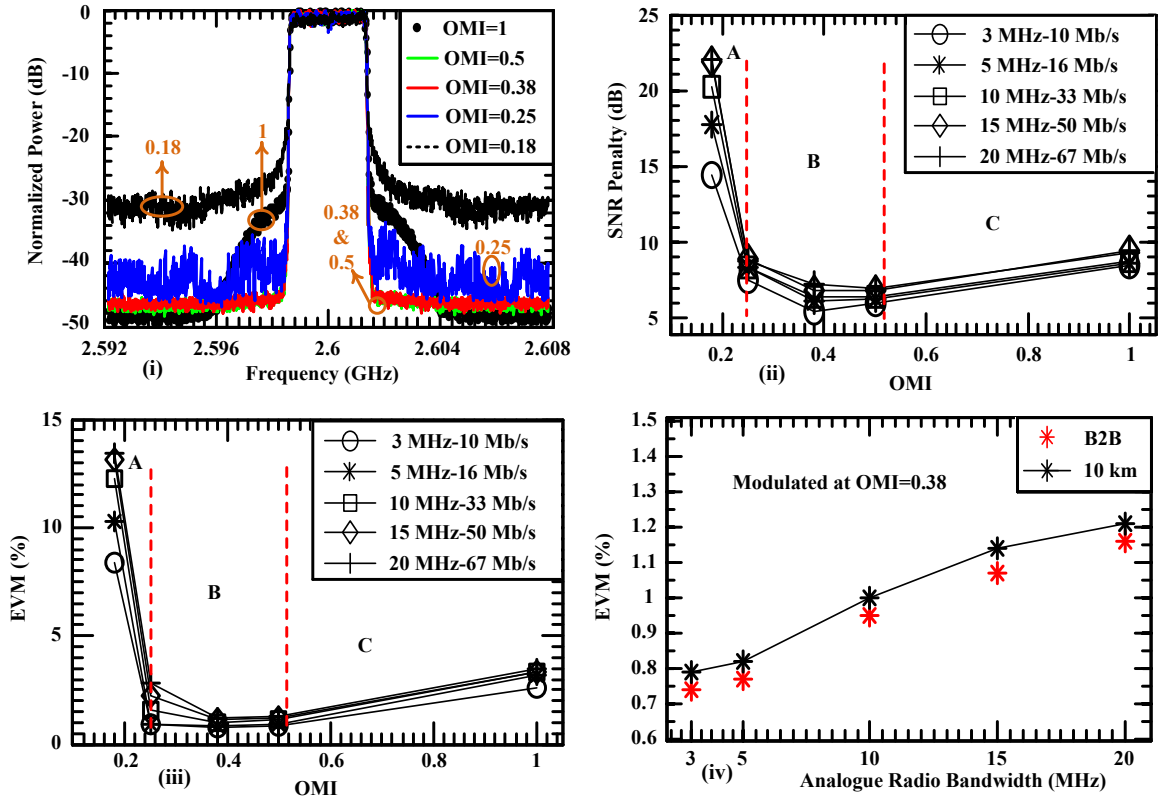 0
-10
-20
-30
-40
-50
Normalized Power (dB)
OMI=1
OMI=0.5
OMI=0.38
OMI=0.25
OMI=0.18
0.18
1
0.38
&
0.5
0.25
2.592
2.596
2.6
2.604
2.608
(i)
Frequency (GHz)
25
20
15
10
5
SNR Penalty (dB)
A
B
C
3 MHz-10 Mb/s
5 MHz-16 Mb/s
10 MHz-33 Mb/s
15 MHz-50 Mb/s
20 MHz-67 Mb/s
0.2
0.4
0.6
0.8
1
(ii)
OMI
15
10
5
0
EVM (%)
A
B
C
3 MHz-10 Mb/s
5 MHz-16 Mb/s
10 MHz-33 Mb/s
15 MHz-50 Mb/s
20 MHz-67 Mb/s
0.2
0.4
0.6
0.8
1
(iii)
OMI
1.5
1.4
1.3
1.2
1.1
1
0.9
0.8
0.7
0.6
EVM (%)
B2B
10 km
Modulated at OMI=0.38
3
5
10
15
20
(iv)
Analogue Radio Bandwidth (MHz)